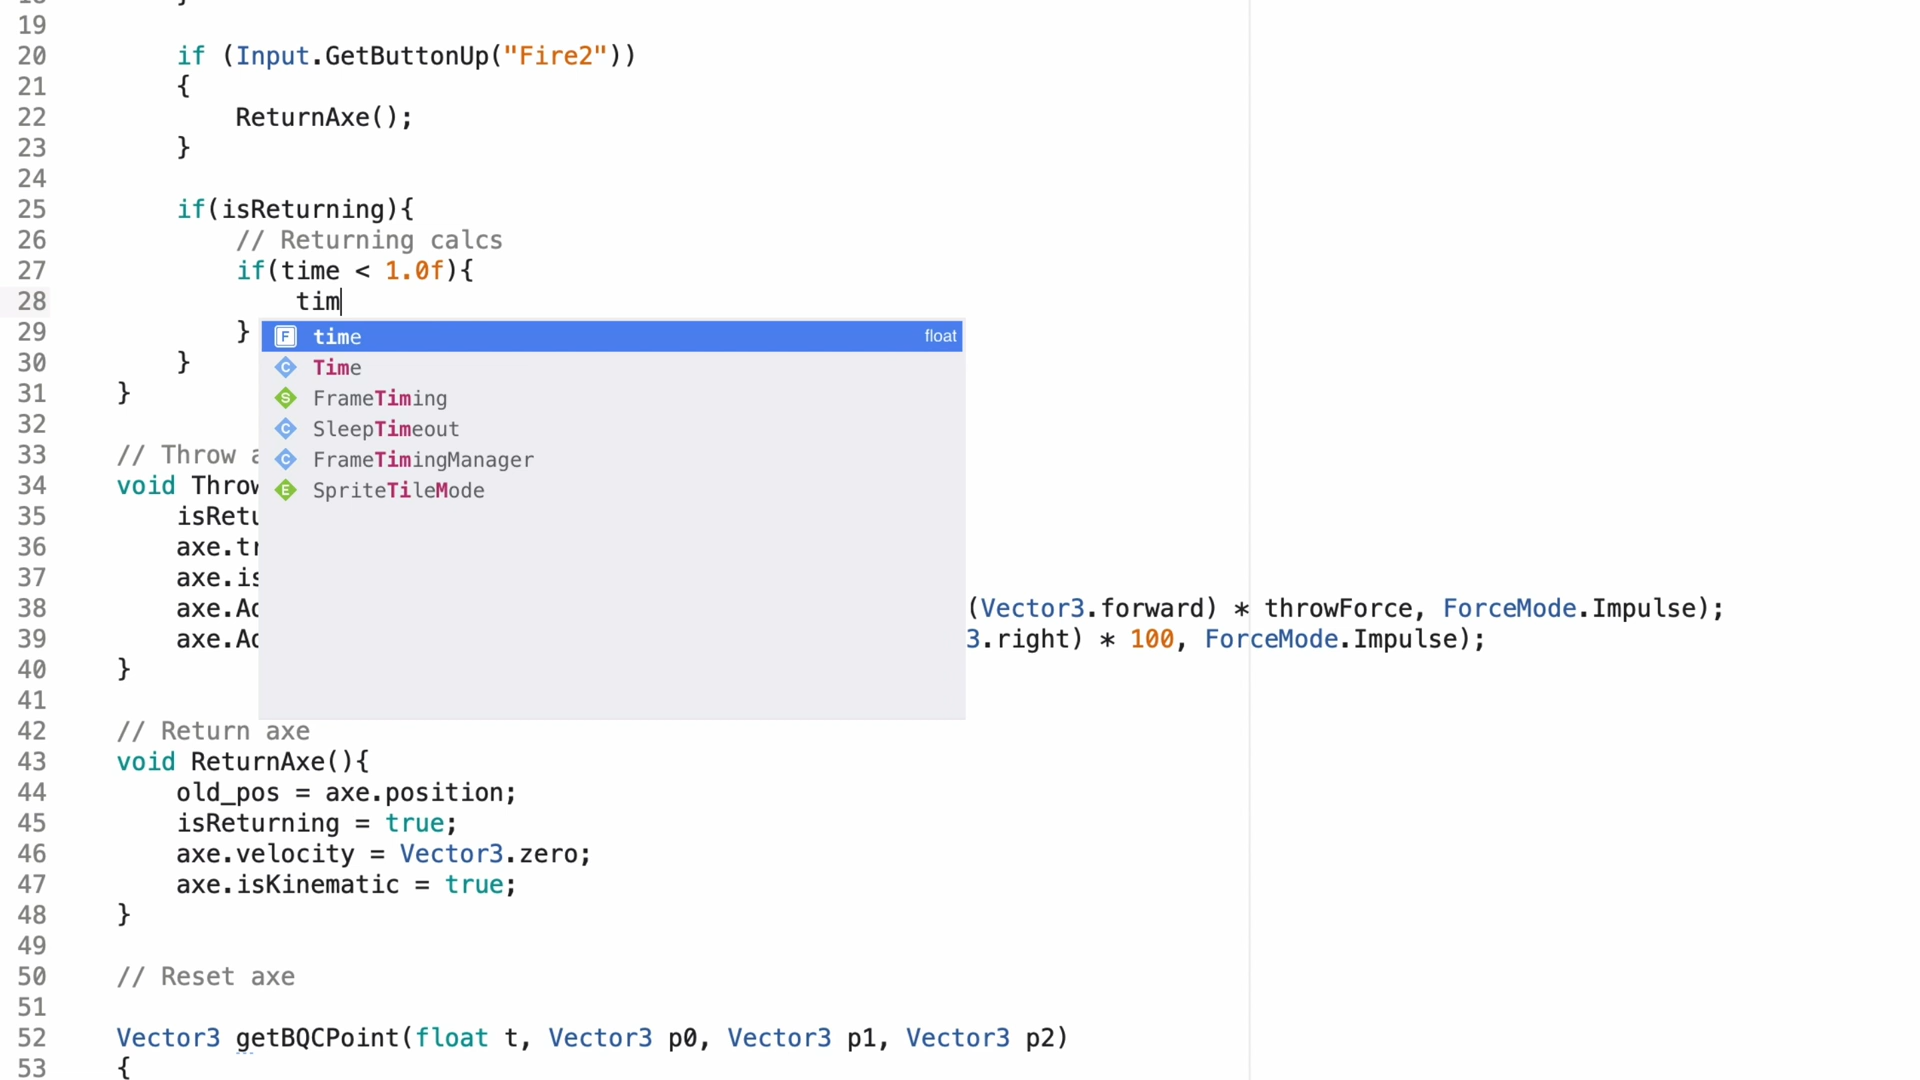 19
20 if (Input.GetButtonUp("Fire2"))
21 {
22 ReturnAxe();
23 }
24
25 if(isReturning){
26 // Returning calcs
27 if(time < 1.0f){
28 tim
29 }
time float
30 }
Time
31 }
FrameTiming
32
SleepTimeout
33 // Throw
FrameTimingManager
34 void Throw
SpriteTileMode
35 isRetu
36 axe.tr
37 axe.is
38 axe.Ad (Vector3.forward) * throwForce, ForceMode.Impulse);
39 axe.Ad 3.right) * 100, ForceMode.Impulse);
40 }
41
42 // Return axe
43 void ReturnAxe(){
44 old_pos = axe.position;
45 isReturning = true;
46 axe.velocity = Vector3.zero;
47 axe.isKinematic = true;
48 }
49
50 // Reset axe
51
52 Vector3 getBQCPoint(float t, Vector3 p0, Vector3 p1, Vector3 p2)
53 {